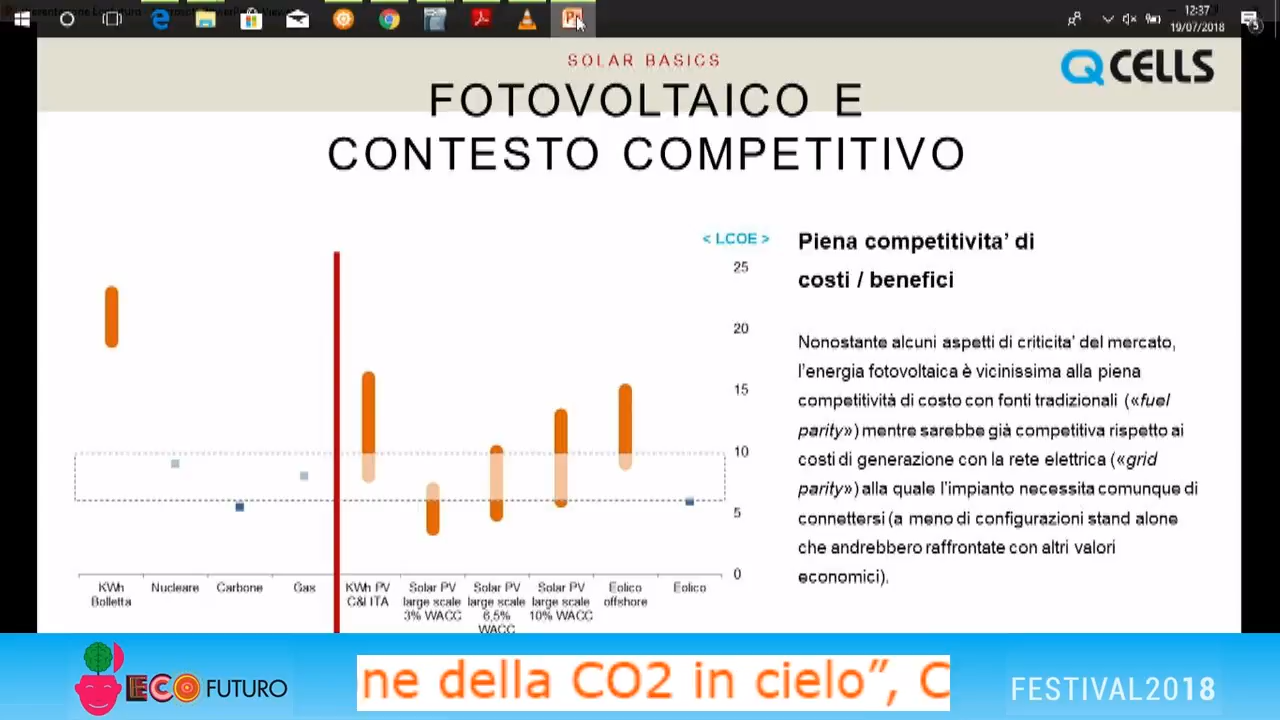 12:37
19/07/2018
5
SOLAR BASICS
Q CELLS
FOTOVOLTAICO E
CONTESTO COMPETITIVO
< LCOE >
25
20
15
10
5
0
KWh
Bolletta
Nucleare
Carbone
Gas
KWh PV
C&I ITA
Solar PV
large scale
3% WACC
Solar PV
large scale
6,5%
WACC
Solar PV
large scale
10% WACC
Eolico
offshore
Eolico
Piena competitivita' di
costi / benefici
Nonostante alcuni aspetti di criticita' del mercato,
l'energia fotovoltaica è vicinissima alla piena
competitività di costo con fonti tradizionali («fuel
parity») mentre sarebbe già competitiva rispetto ai
costi di generazione con la rete elettrica («grid
parity») alla quale l'impianto necessita comunque di
connettersi (a meno di configurazioni stand alone
che andrebbero raffrontate con altri valori
economici).
ECO FUTURO
ne della CO2 in cielo”, C
FESTIVAL2018